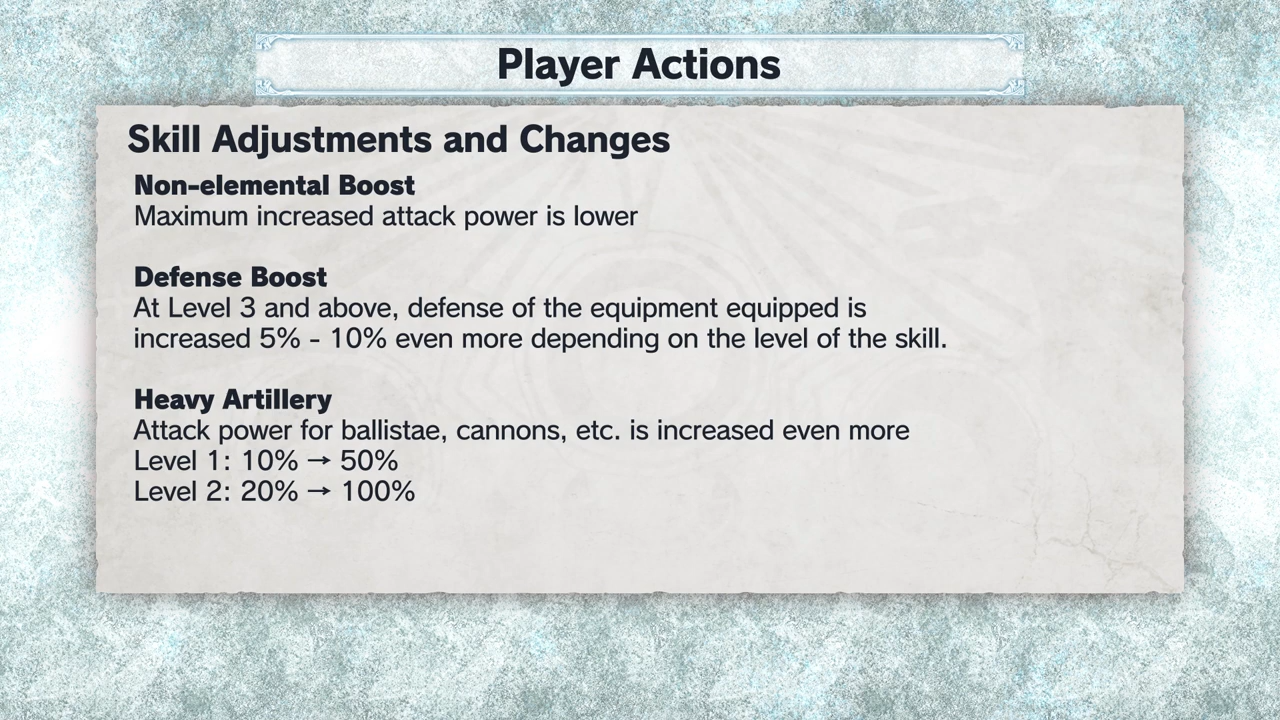 Player Actions
Skill Adjustments and Changes
Non-elemental Boost
Maximum increased attack power is lower
Defense Boost
At Level 3 and above, defense of the equipment equipped is
increased 5% - 10% even more depending on the level of the skill.
Heavy Artillery
Attack power for ballistae, cannons, etc. is increased even more
Level 1: 10% → 50%
Level 2: 20% → 100%